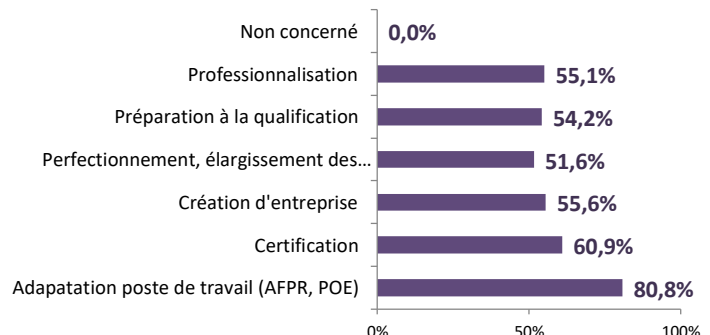 Non concerné 0,0%
Professionnalisation 55,1%
Préparation à la qualification 54,2%
Perfectionnement, élargissement des... 51,6%
Création d'entreprise 55,6%
Certification 60,9%
Adapatation poste de travail (AFPR, POE) 80,8%
0% 50% 100%